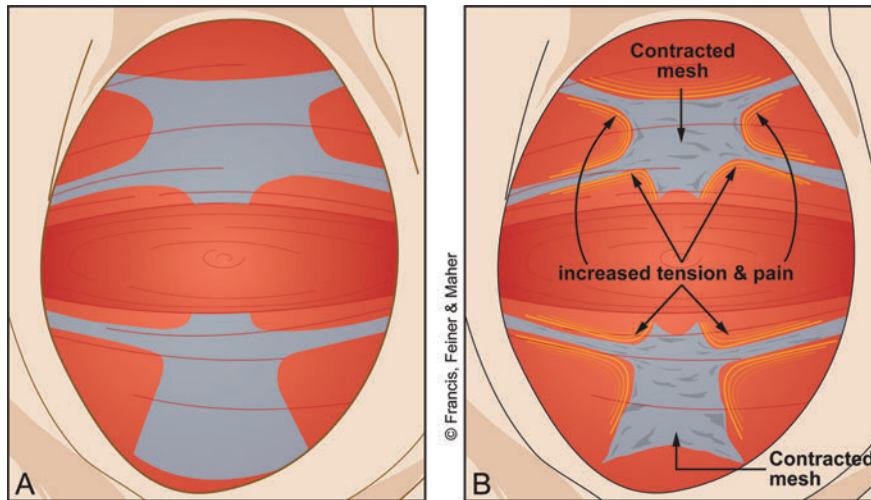 A
© Francis, Feiner & Maher
Contracted
mesh
increased tension & pain
Contracted
mesh
B